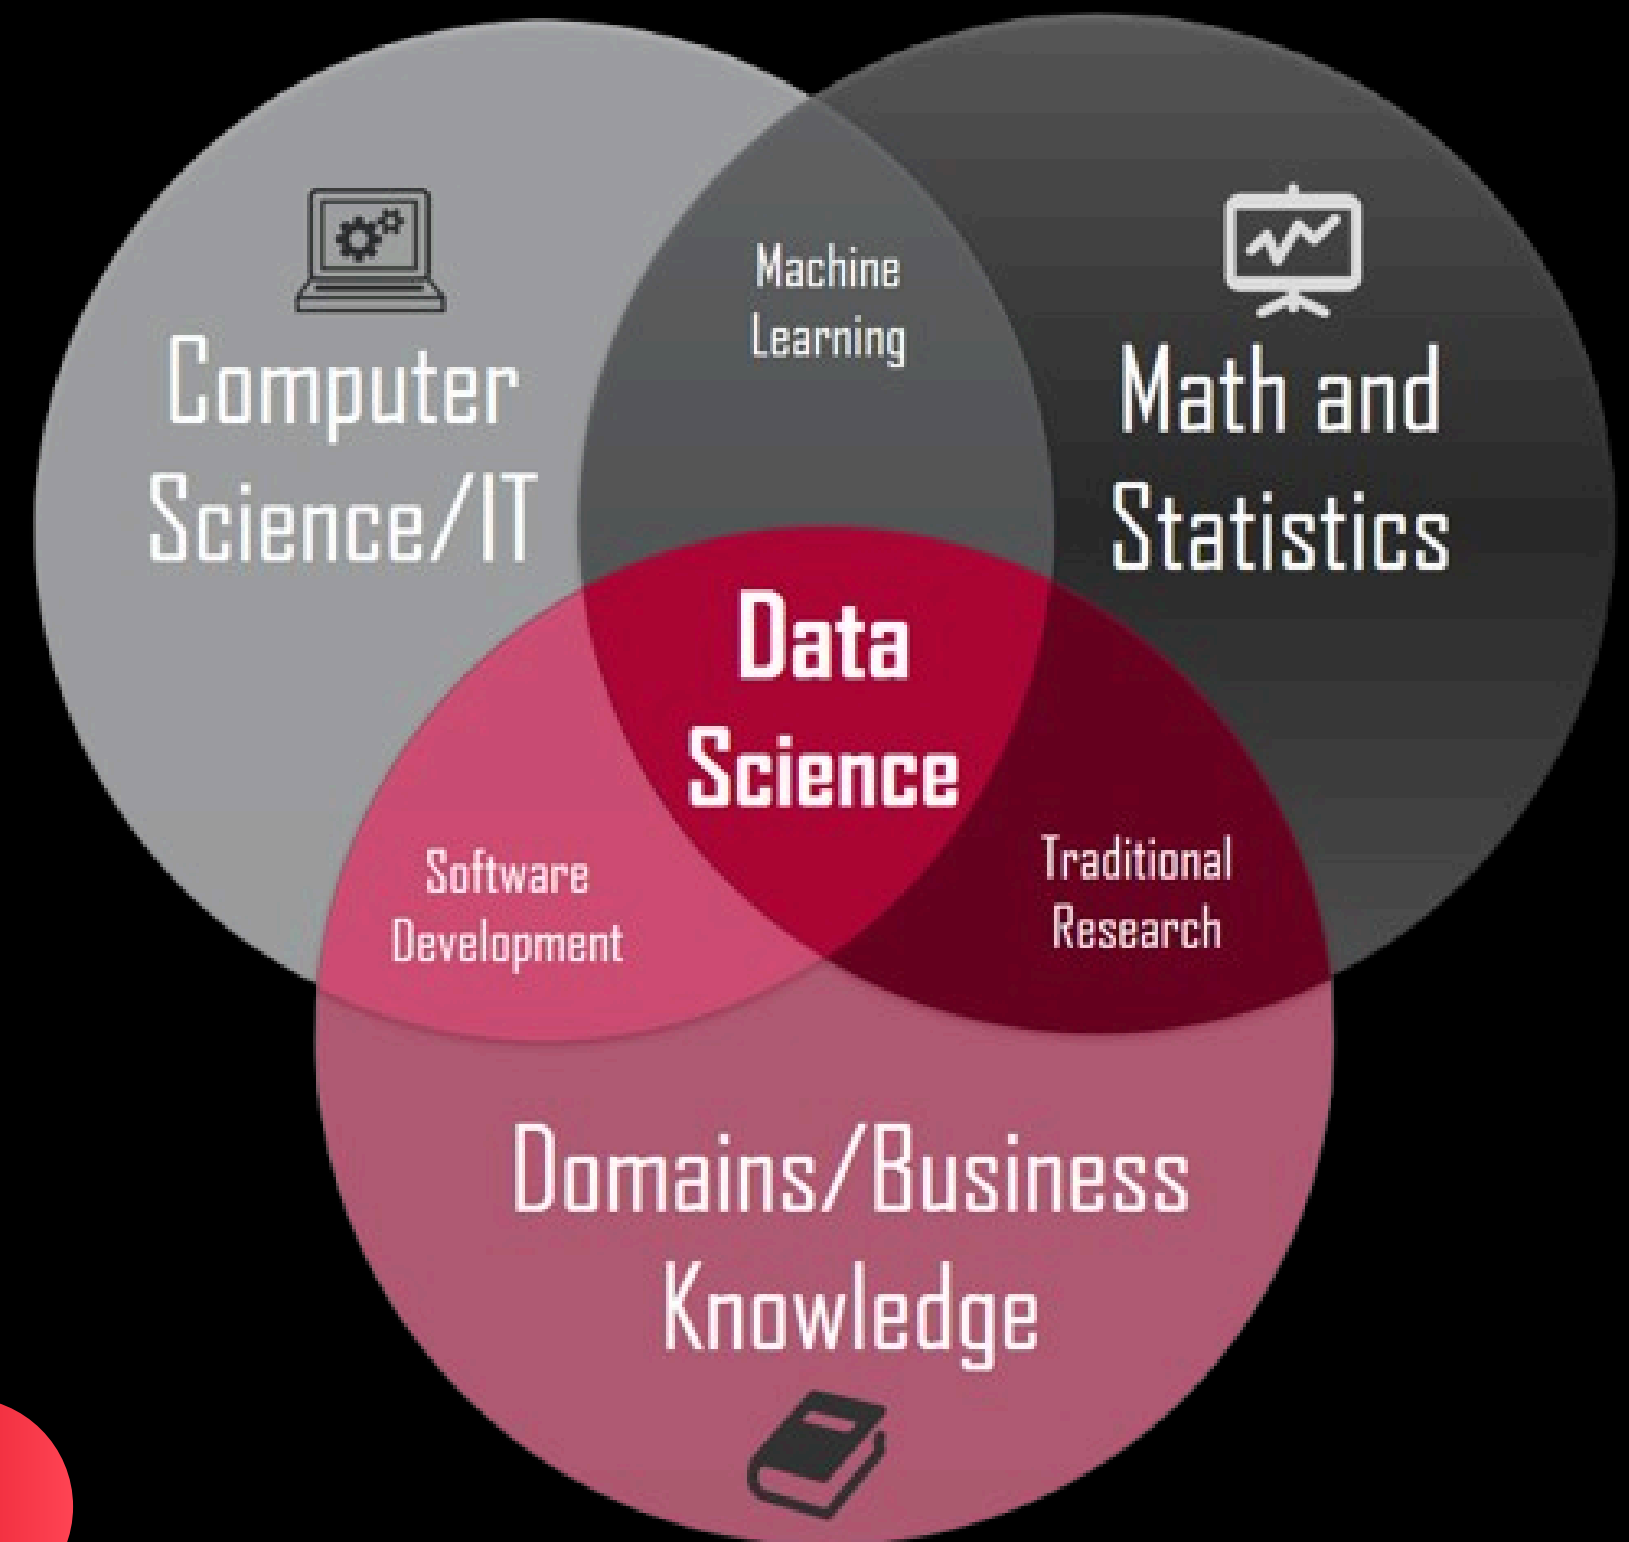 Machine
Learning
Computer
Science/IT
Math and
Statistics
Data
Science
Software
Development
Traditional
Research
Domains/Business
Knowledge